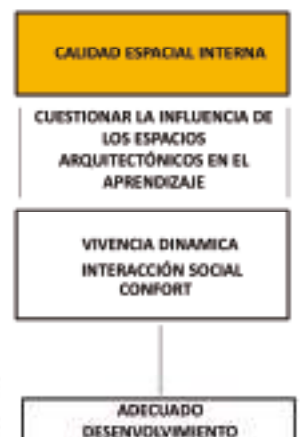 CALIDAD ESPACIAL INTERNA
CUESTIONAR LA INFLUENCIA DE
LOS ESPACIOS
ARQUITECTÓNICOS EN EL
APRENDIZAJE
VIVENCIA DINAMICA
INTERACCIÓN SOCIAL
CONFORT
ADECUADO
DESENVOLVIMIENTO